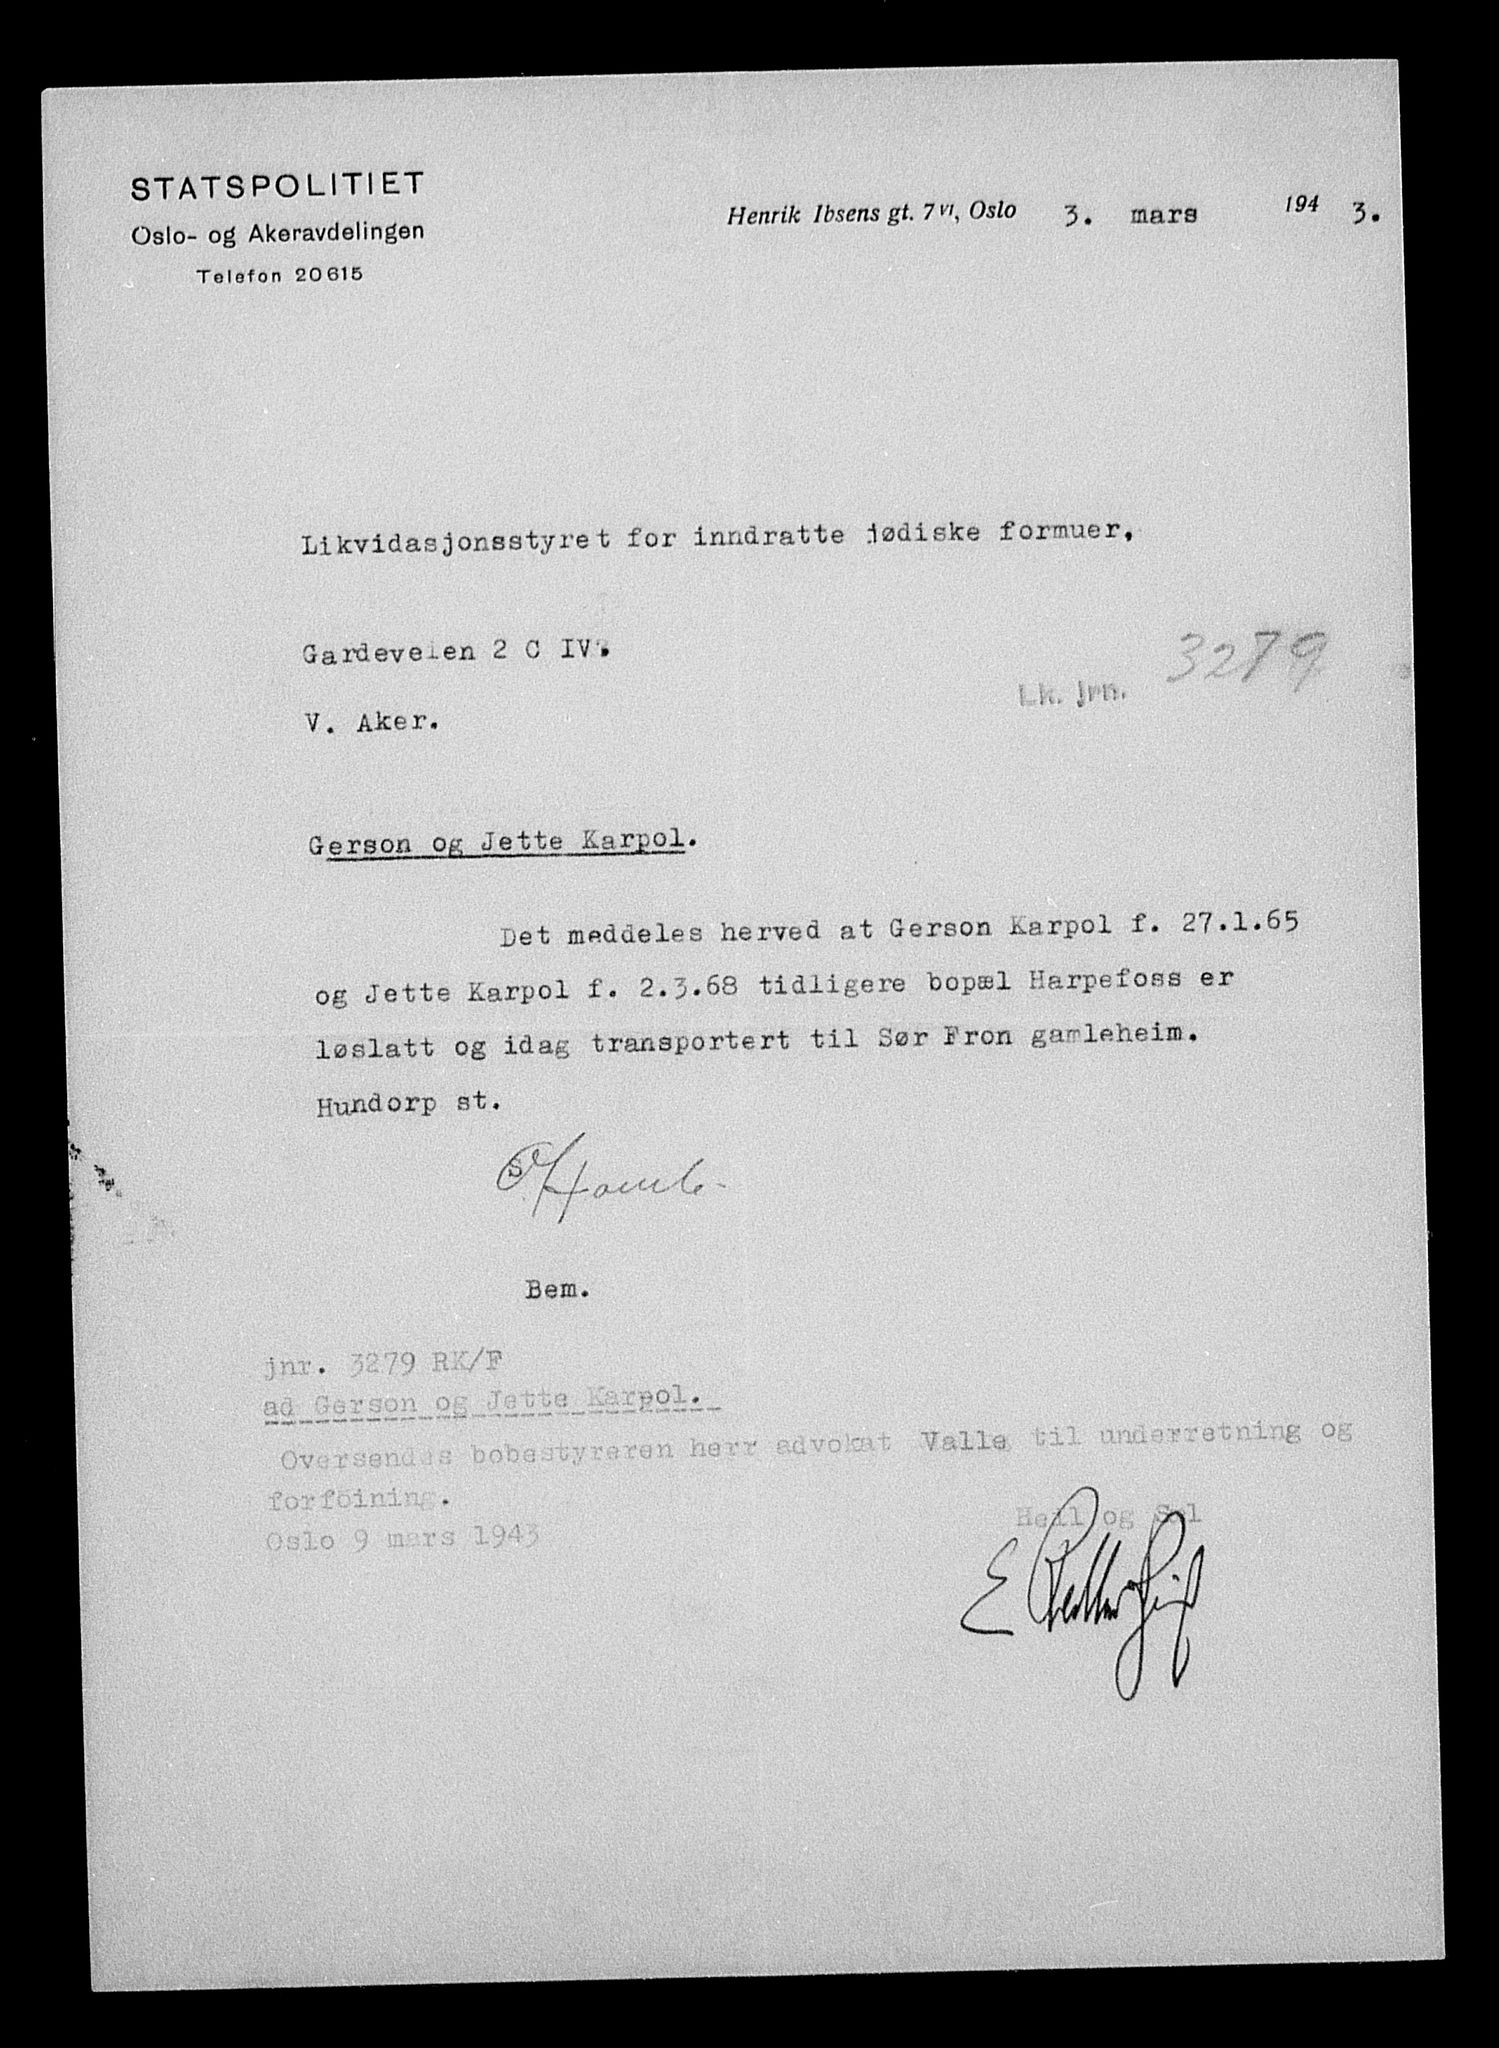 STATSPOLITIET
Oslo- og Akeravdelingen
Telefon 20615
Henrik Ibsens gt. 7 VI, Oslo 3. mars 1943.
Likvidasjonsstyret for inndratte jødiske formuer,
Gardeveien 2 C IV.
V. Aker.
Lk. jrn. 3279
Gerson og Jette Karpol.
Det meddeles herved at Gerson Karpol f. 27.1.65
og Jette Karpol f. 2.3.68 tidligere bopæl Harpefoss er
løslatt og idag transportert til Sør Fron gamleheim.
Hundorp st.
Bem.
jnr. 3279 RK/F
ad Gerson og Jette Karpol.
Oversendes bobestyreren herr advokat Valle til underretning og
forföining.
Heil og Sæl
Oslo 9 mars 1943